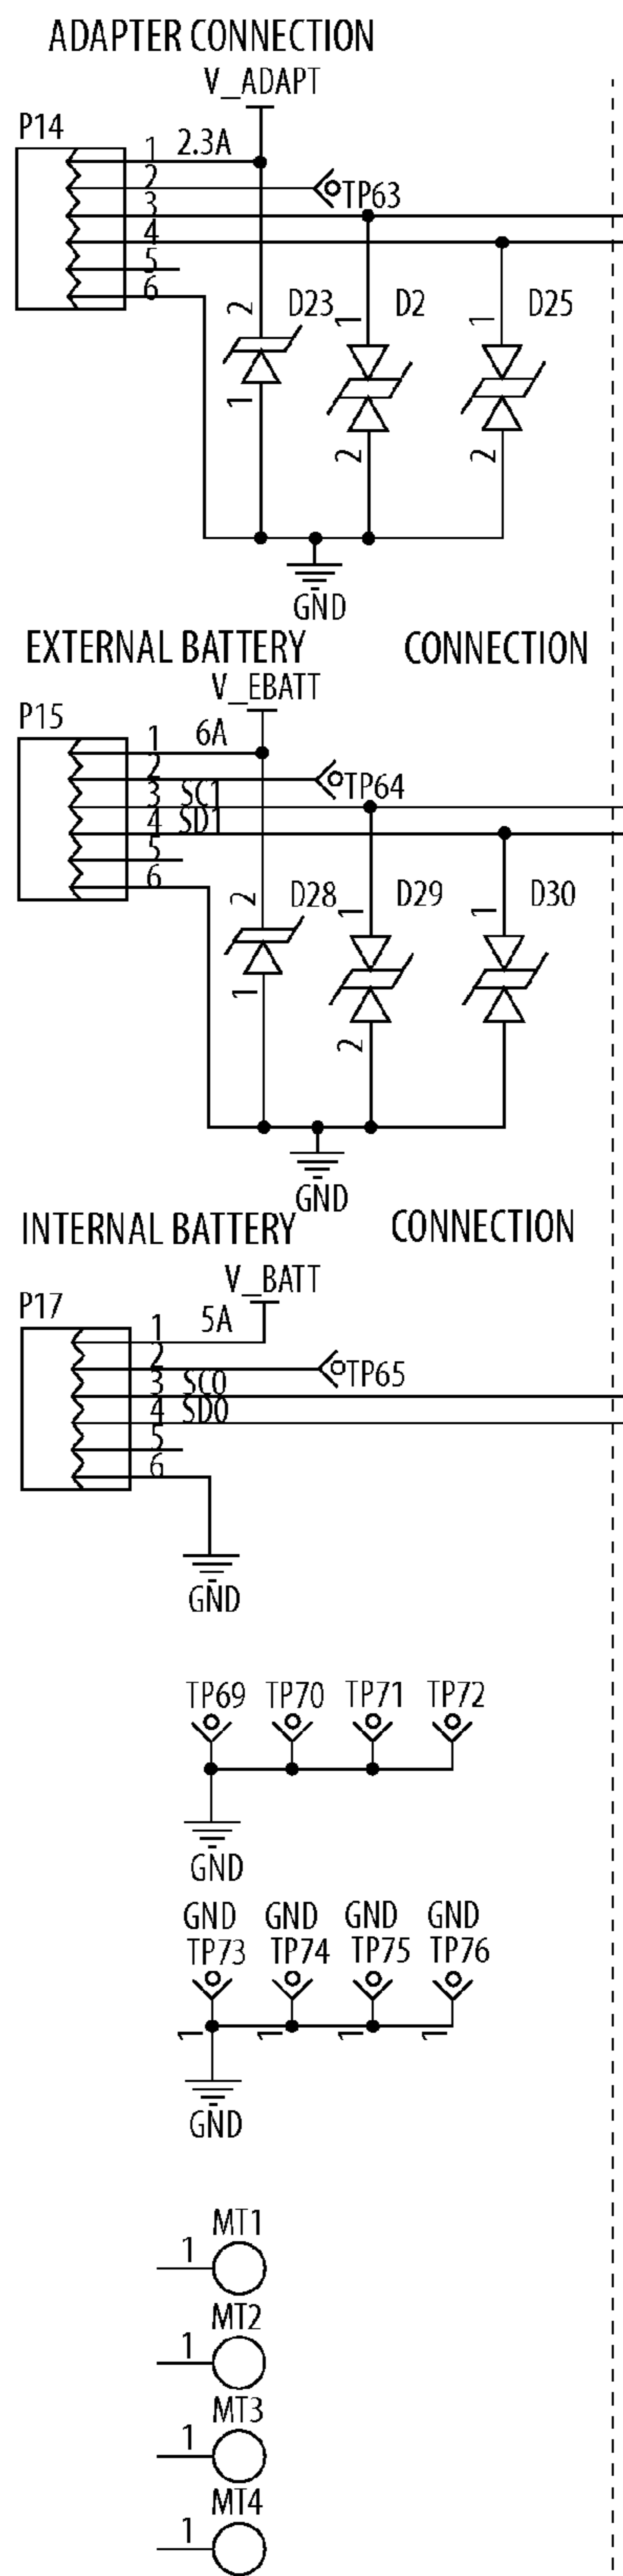 ADAPTER CONNECTION
V_ADAPT
P14
1 2.3A
2
TP63
3
4
5
6
2 D23 1 D2 1 D25
1 2 2
GND
EXTERNAL BATTERY CONNECTION
V_EBATT
P15
1 6A
2
TP64
3 SC1
4 SD1
5
6
2 D28 1 D29 1 D30
1 2
GND
INTERNAL BATTERY CONNECTION
V_BATT
P17
1 5A
2
TP65
3 SC0
4 SD0
5
6
GND
TP69 TP70 TP71 TP72
GND
GND GND GND GND
TP73 TP74 TP75 TP76
1 1 1 1
GND
MT1
1
MT2
1
MT3
1
MT4
1